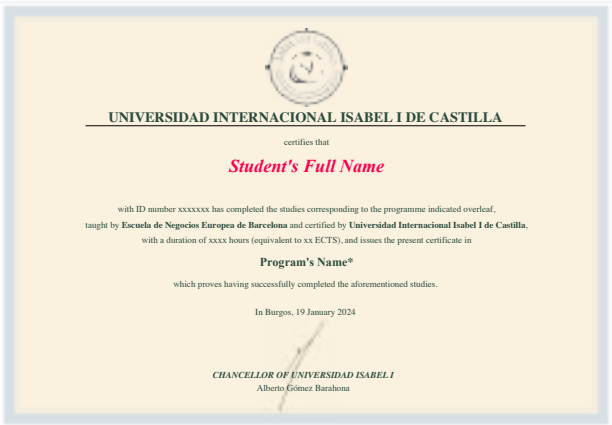 UNIVERSIDAD INTERNACIONAL ISABEL I DE CASTILLA
certifies that
Student's Full Name
with ID number xxxxxxx has completed the studies corresponding to the programme indicated overleaf,
taught by Escuela de Negocios Europea de Barcelona and certified by Universidad Internacional Isabel I de Castilla,
with a duration of xxxx hours (equivalent to xx ECTS), and issues the present certificate in
Program's Name*
which proves having successfully completed the aforementioned studies.
In Burgos, 19 January 2024
CHANCELLOR OF UNIVERSIDAD ISABEL I
Alberto Gómez Barahona